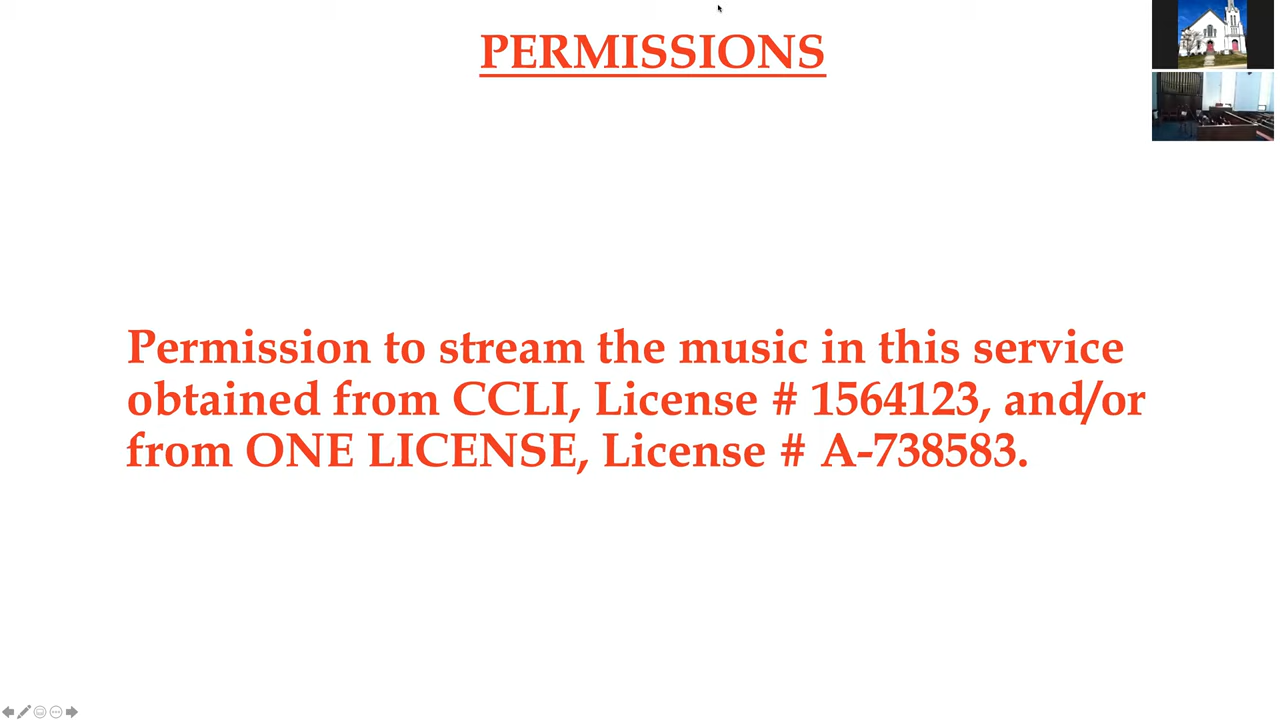 PERMISSIONS
Permission to stream the music in this service
obtained from CCLI, License # 1564123, and/or
from ONE LICENSE, License # A-738583.